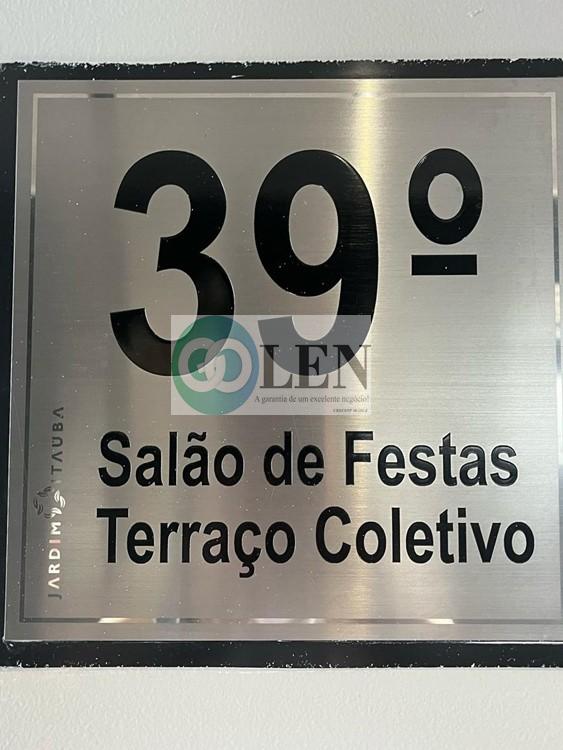 39º
LEN
A garantia de um excelente negócio!
Salão de Festas
Terraço Coletivo
JARDIM ITAUBA